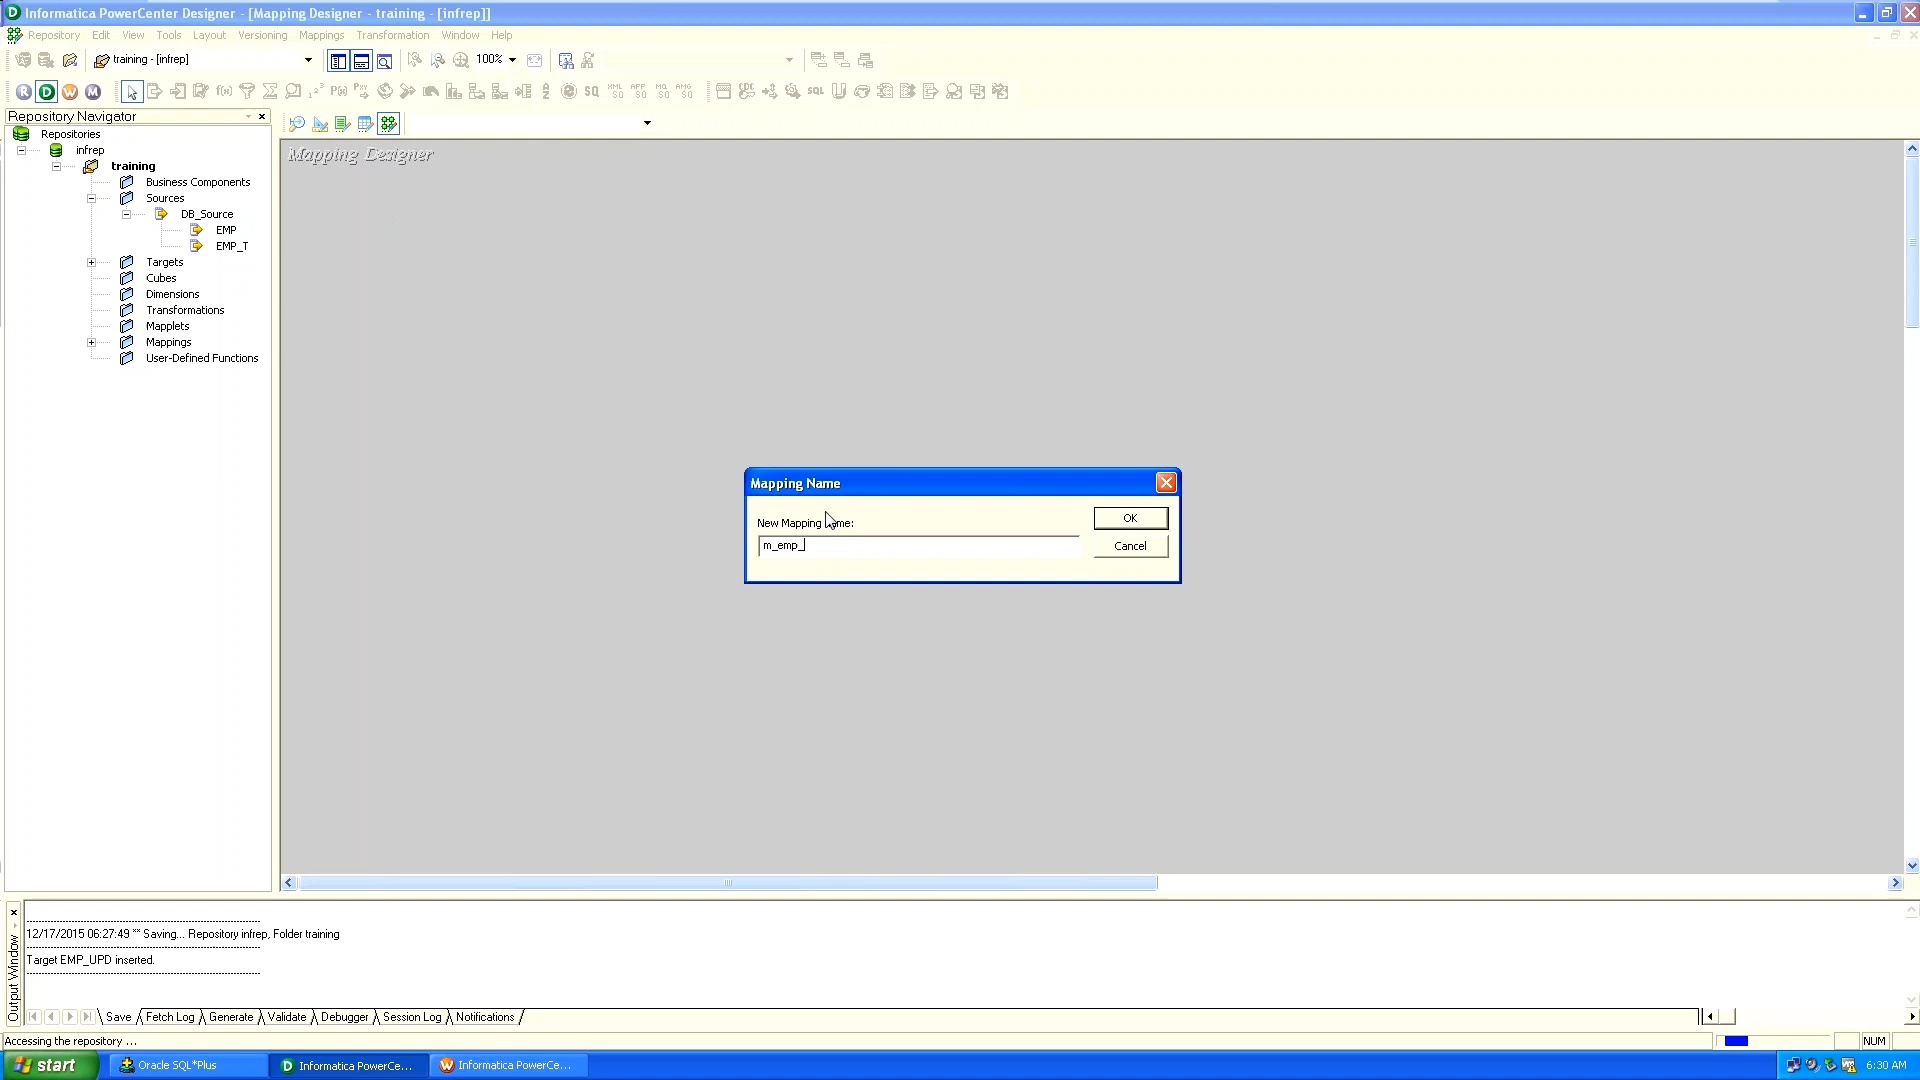 Informatica PowerCenter Designer - [Mapping Designer - training - [infrep]]
Repository Edit View Tools Layout Versioning Mappings Transformation Window Help
training - [infrep] 100%
Repository Navigator
Repositories
infrep
training
Business Components
Sources
DB_Source
EMP
EMP_T
Targets
Cubes
Dimensions
Transformations
Mapplets
Mappings
User-Defined Functions
Mapping Designer
Mapping Name
New Mapping
OK
m_emp_
Cancel
12/17/2015 06:27:49 ** Saving... Repository infrep, Folder training
Target EMP_UPD inserted.
Output Window
Save Fetch Log Generate Validate Debugger Session Log Notifications
Accessing the repository ...
NUM
start Oracle SQL*Plus Informatica PowerCe... Informatica PowerCe... 6:30 AM